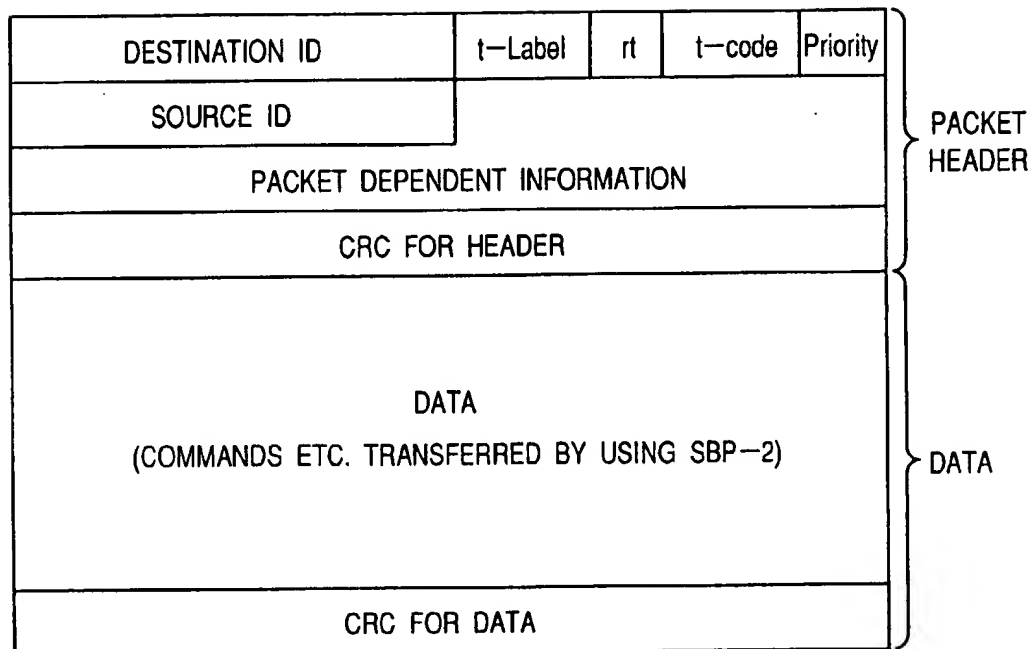 DESTINATION ID t-Label rt t-code Priority
SOURCE ID
PACKET DEPENDENT INFORMATION
CRC FOR HEADER
PACKET
HEADER
DATA
(COMMANDS ETC. TRANSFERRED BY USING SBP-2)
DATA
CRC FOR DATA